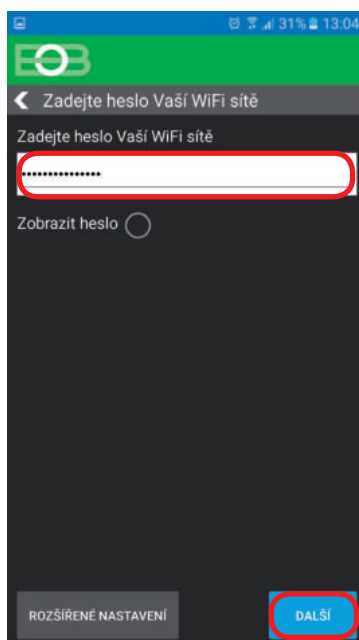 31% 13:04
EOB
Zadejte heslo Vaší WiFi sítě
Zadejte heslo Vaší WiFi sítě
•••••••••••••••
Zobrazit heslo
ROZŠÍŘENÉ NASTAVENÍ
DALŠÍ